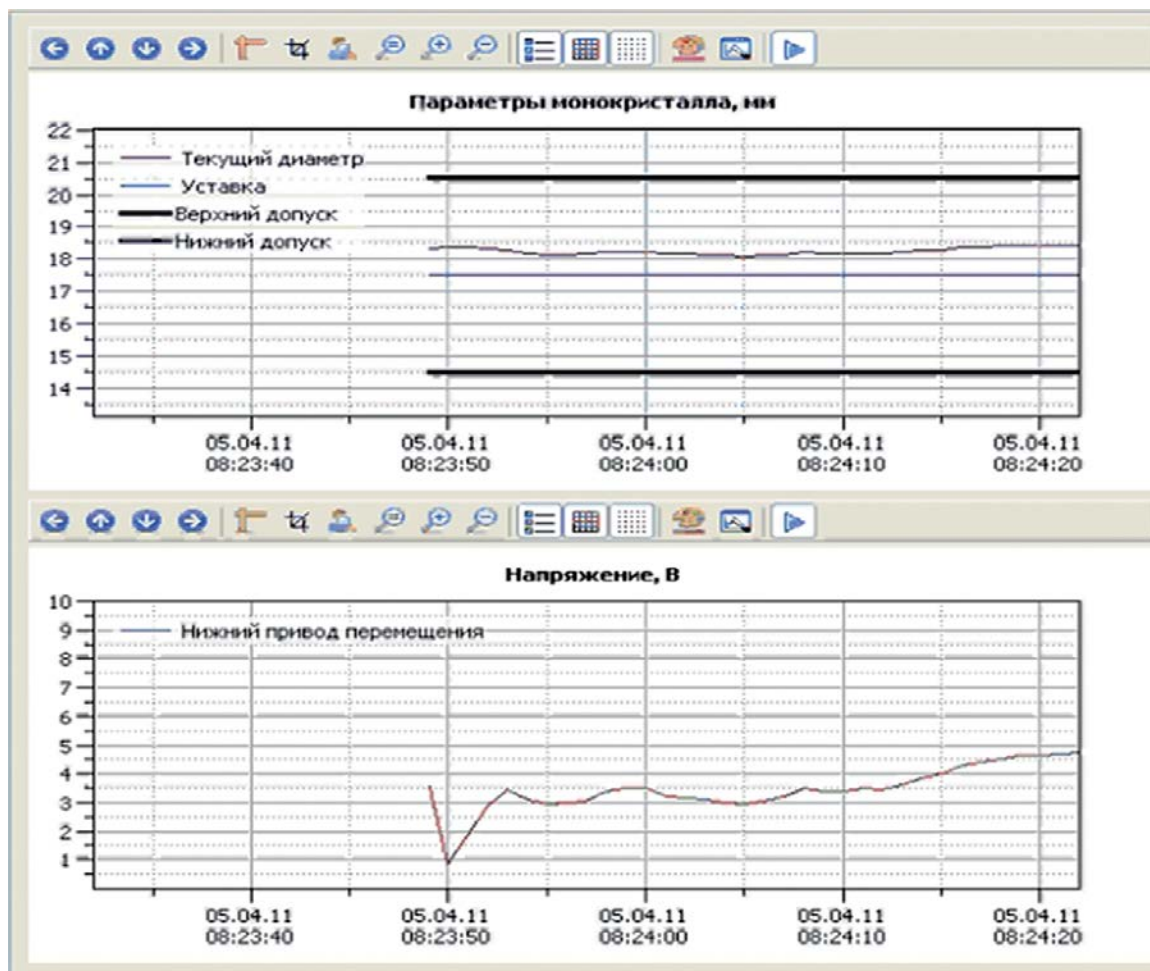 Параметры монокристалла, мм
22
21
20
19
18
17
16
15
14
Текущий диаметр
Уставка
Верхний допуск
Нижний допуск
05.04.11 05.04.11 05.04.11 05.04.11 05.04.11
08:23:40 08:23:50 08:24:00 08:24:10 08:24:20
Напряжение, В
10
9
8
7
6
5
4
3
2
1
Нижний привод перемещения
05.04.11 05.04.11 05.04.11 05.04.11 05.04.11
08:23:40 08:23:50 08:24:00 08:24:10 08:24:20